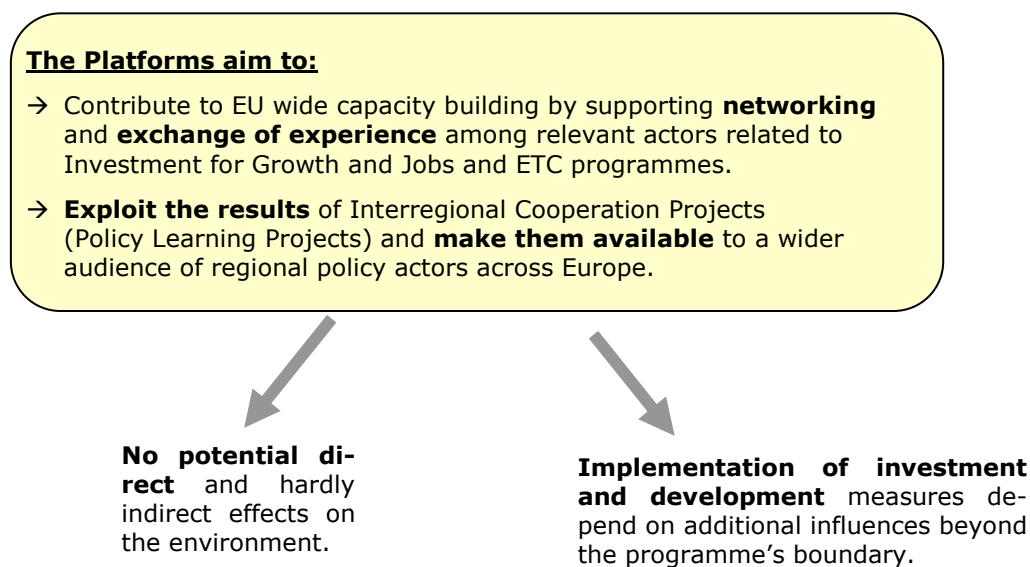 The Platforms aim to:
→ Contribute to EU wide capacity building by supporting networking
and exchange of experience among relevant actors related to
Investment for Growth and Jobs and ETC programmes.
→ Exploit the results of Interregional Cooperation Projects
(Policy Learning Projects) and make them available to a wider
audience of regional policy actors across Europe.
No potential di-
rect and hardly
indirect effects on
the environment.
Implementation of investment
and development measures de-
pend on additional influences beyond
the programme's boundary.